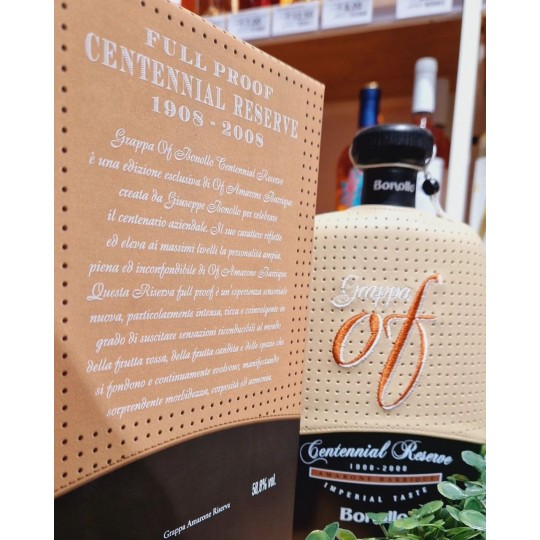 FULL PROOF
CENTENNIAL RESERVE
1908 - 2008
Grappa Of Bonollo Centennial Reserve
è una edizione esclusiva di Of Amarone Barrique
creata da Giuseppe Bonollo per celebrare
il centenario aziendale. Il suo carattere riflette
ed eleva ai massimi livelli la personalità ampia,
piena ed inconfondibile di Of Amarone Barrique.
Questa Riserva full proof è un'esperienza sensoriale
nuova, particolarmente intensa, ricca e coinvolgente in
grado di suscitare sensazioni riconducibili al mondo
della frutta rossa, della frutta candita e delle spezie che
si fondono e continuamente evolvono, manifestando
sorprendente morbidezza, corposità ed armonia.
50,8% vol.
Grappa Amarone Riserva
Bonollo
Grappa
of
Centennial Reserve
1908-2008
AMARONE BARRIQUE
IMPERIAL TASTE
Bonollo